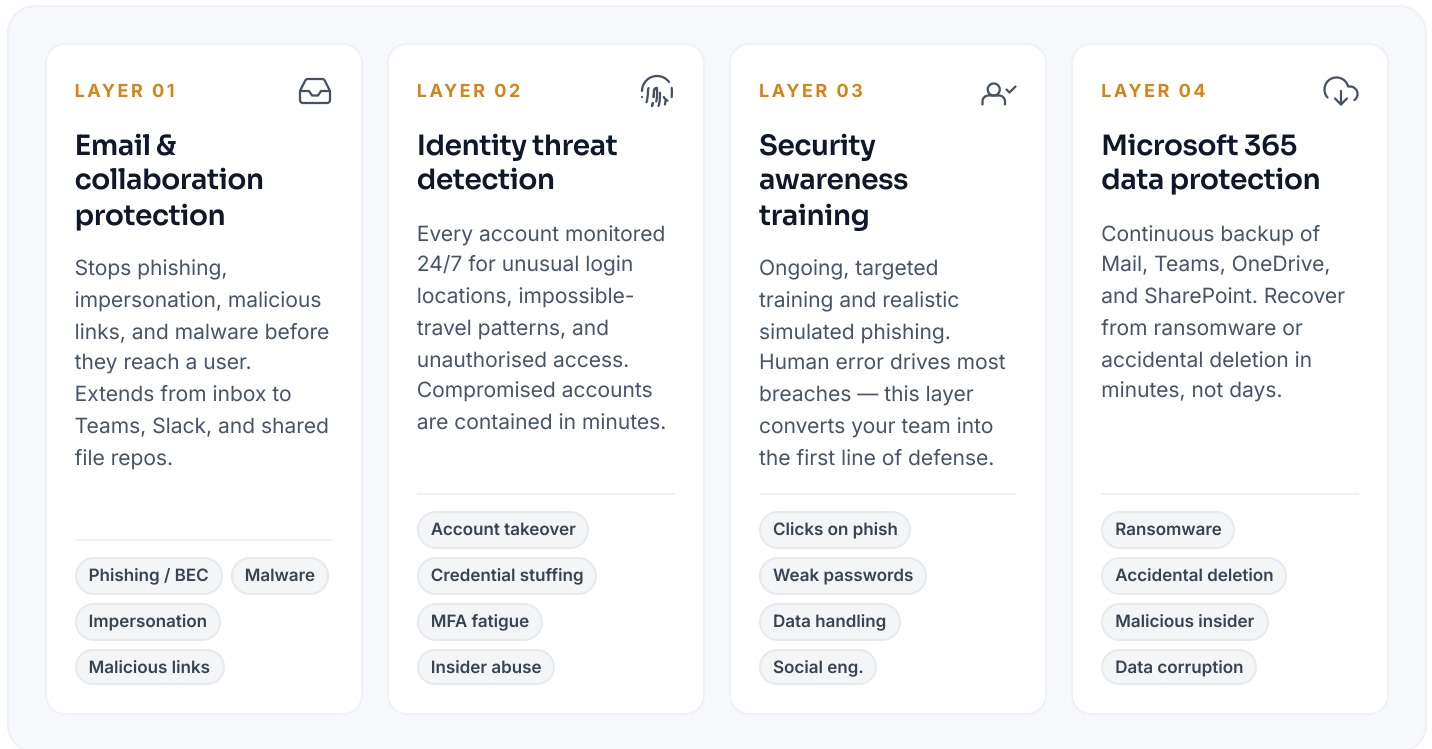 LAYER 01
Email &
collaboration
protection
Stops phishing,
impersonation, malicious
links, and malware before
they reach a user.
Extends from inbox to
Teams, Slack, and shared
file repos.
Phishing / BEC
Malware
Impersonation
Malicious links
LAYER 02
Identity threat
detection
Every account monitored
24/7 for unusual login
locations, impossible-
travel patterns, and
unauthorised access.
Compromised accounts
are contained in minutes.
Account takeover
Credential stuffing
MFA fatigue
Insider abuse
LAYER 03
Security
awareness
training
Ongoing, targeted
training and realistic
simulated phishing.
Human error drives most
breaches — this layer
converts your team into
the first line of defense.
Clicks on phish
Weak passwords
Data handling
Social eng.
LAYER 04
Microsoft 365
data protection
Continuous backup of
Mail, Teams, OneDrive,
and SharePoint. Recover
from ransomware or
accidental deletion in
minutes, not days.
Ransomware
Accidental deletion
Malicious insider
Data corruption